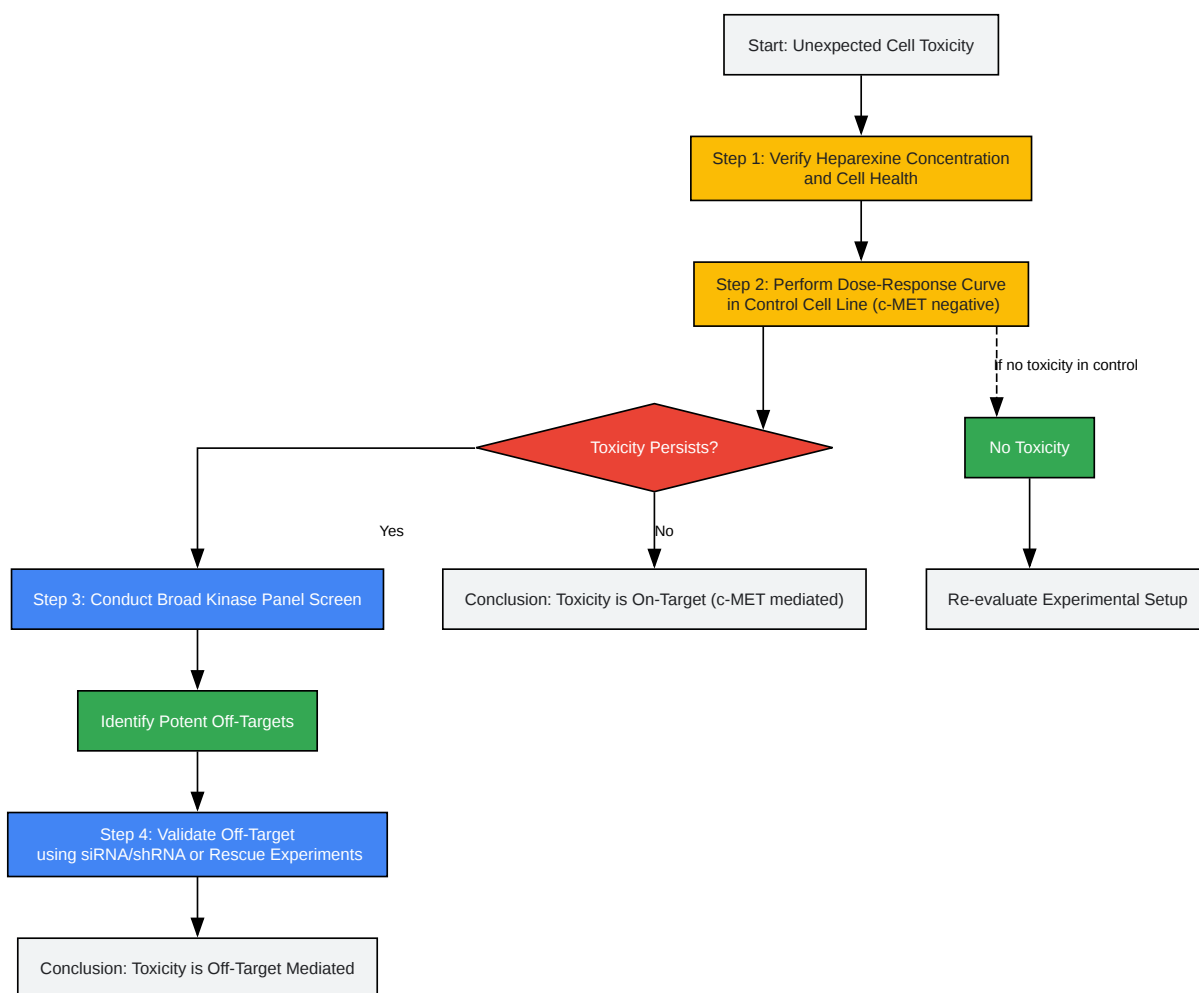 Start: Unexpected Cell Toxicity
Step 1: Verify Heparexine Concentration
and Cell Health
Step 2: Perform Dose-Response Curve
in Control Cell Line (c-MET negative)
If no toxicity in control
Toxicity Persists?
No Toxicity
Yes
No
Step 3: Conduct Broad Kinase Panel Screen
Conclusion: Toxicity is On-Target (c-MET mediated)
Re-evaluate Experimental Setup
Identify Potent Off-Targets
Step 4: Validate Off-Target
using siRNA/shRNA or Rescue Experiments
Conclusion: Toxicity is Off-Target Mediated